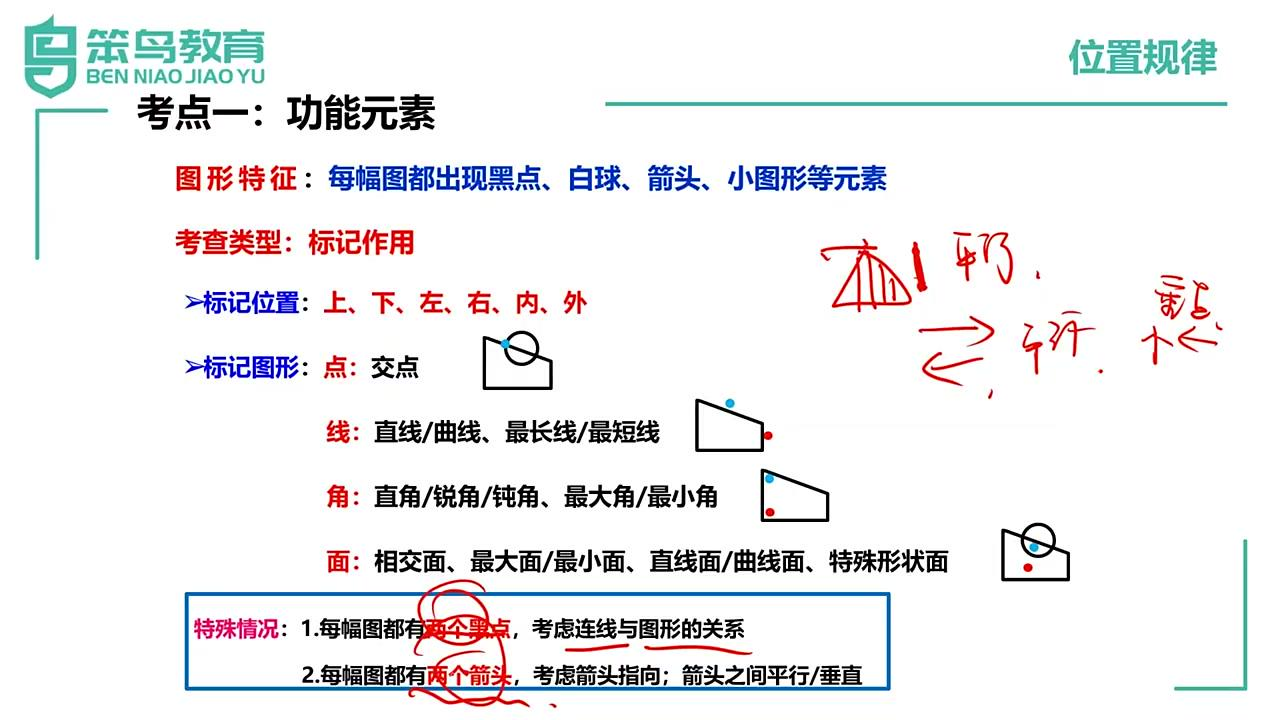 笨鸟教育
BEN NIAO JIAO YU
位置规律
考点一：功能元素
图形特征：每幅图都出现黑点、白球、箭头、小图形等元素
考查类型：标记作用
➢标记位置：上、下、左、右、内、外
➢标记图形：点：交点
线：直线/曲线、最长线/最短线
角：直角/锐角/钝角、最大角/最小角
面：相交面、最大面/最小面、直线面/曲线面、特殊形状面
特殊情况：1.每幅图都有两个黑点，考虑连线与图形的关系
2.每幅图都有两个箭头，考虑箭头指向；箭头之间平行/垂直